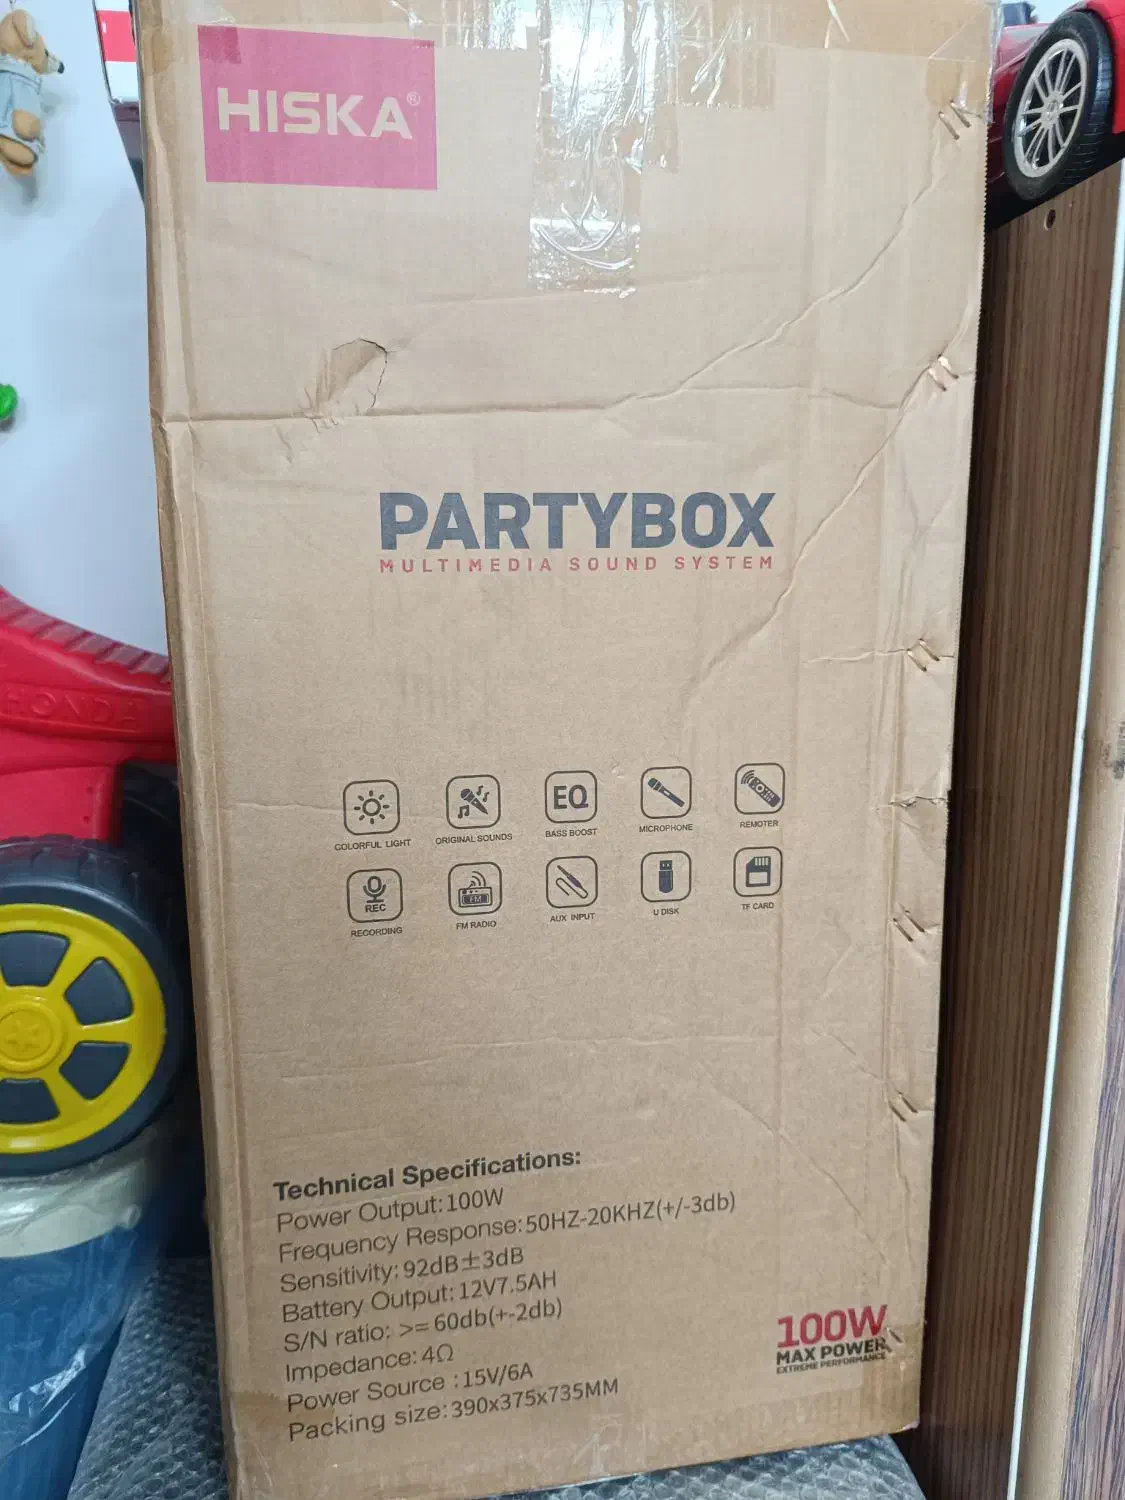 HISKA®
PARTYBOX
MULTIMEDIA SOUND SYSTEM
COLORFUL LIGHT
ORIGINAL SOUNDS
EQ
BASS BOOST
MICROPHONE
REMOTER
REC
RECORDING
FM
FM RADIO
AUX INPUT
U DISK
TF CARD
HONDA
Technical Specifications:
Power Output:100W
Frequency Response:50HZ-20KHZ(+/-3db)
Sensitivity:92dB±3dB
Battery Output:12V7.5AH
S/N ratio: >=60db(+-2db)
Impedance:4Ω
Power Source :15V/6A
Packing size:390x375x735MM
100W
MAX POWER
EXTREME PERFORMANCE